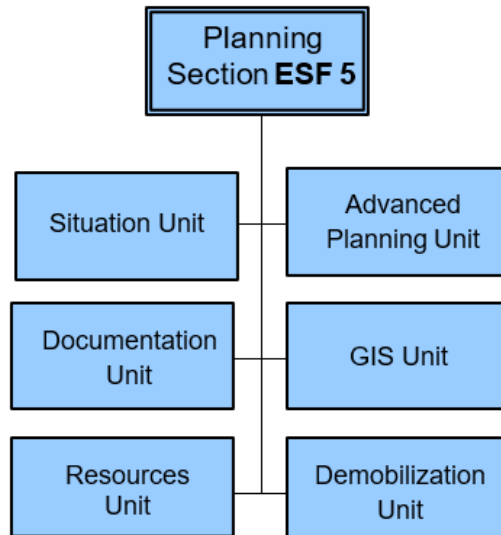 Planning
Section ESF 5
Situation Unit
Advanced
Planning Unit
Documentation
Unit
GIS Unit
Resources
Unit
Demobilization
Unit